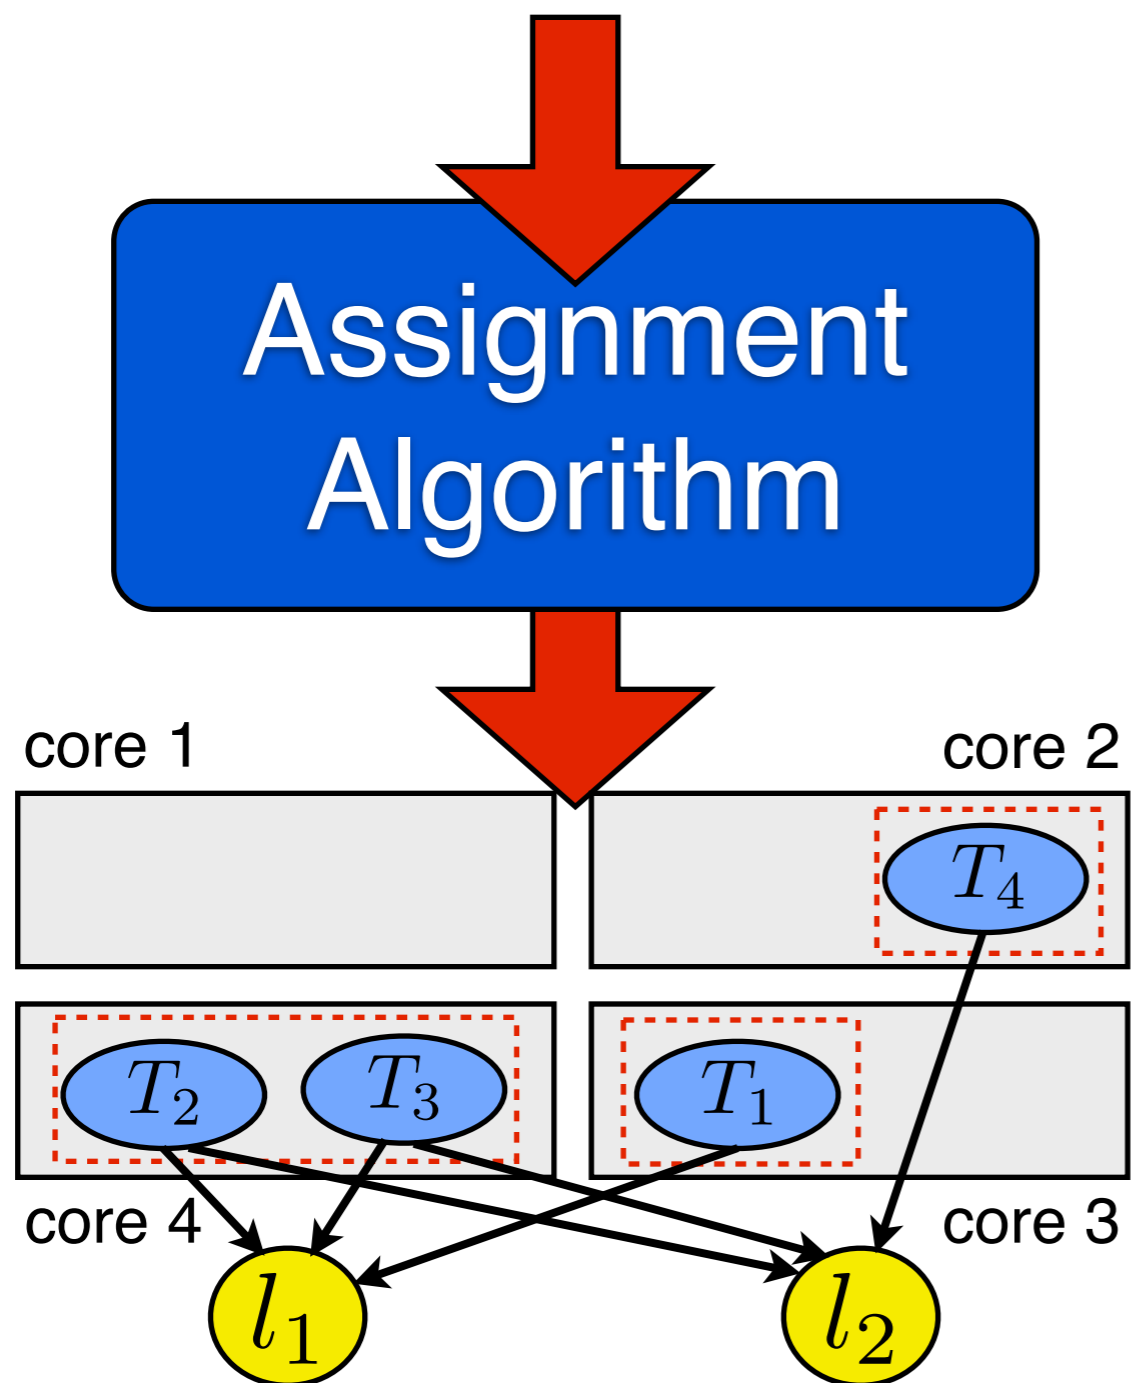 Assignment
Algorithm
core 1
core 2
T₄
T₂
T₃
T₁
core 4
core 3
l₁
l₂